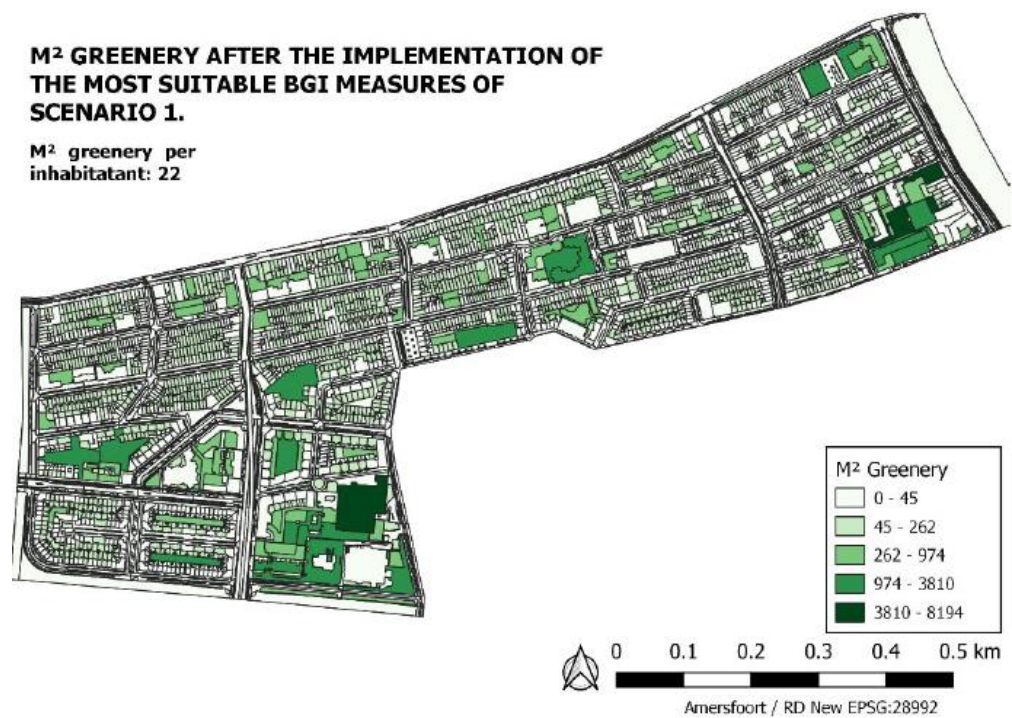 M² GREENERY AFTER THE IMPLEMENTATION OF
THE MOST SUITABLE BGI MEASURES OF
SCENARIO 1.
M² greenery per
inhabitatant: 22
M² Greenery
0 - 45
45 - 262
262 - 974
974 - 3810
3810 - 8194
0 0.1 0.2 0.3 0.4 0.5 km
Amersfoort / RD New EPSG:28992